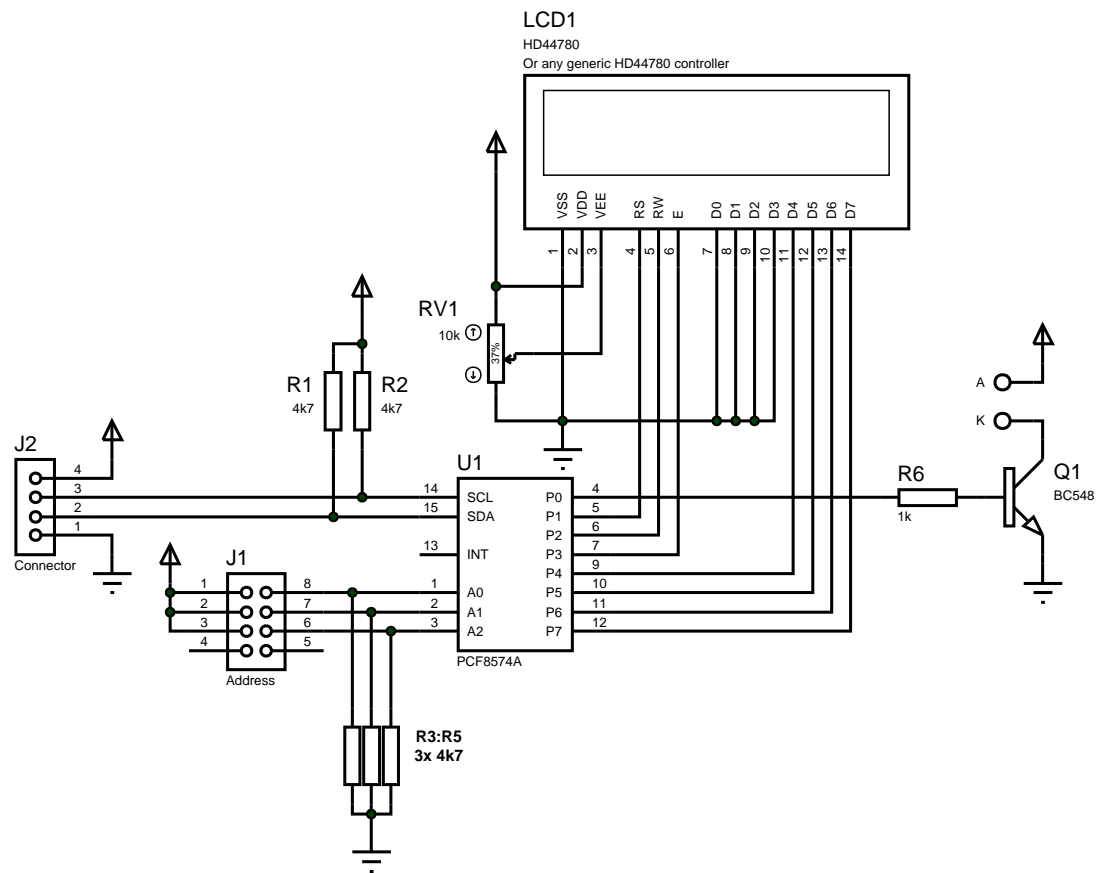 LCD1
HD44780
Or any generic HD44780 controller
VSS
VDD
VEE
RS
RW
E
D0
D1
D2
D3
D4
D5
D6
D7
1
2
3
4
5
6
7
8
9
10
11
12
13
14
RV1
10k
37%
R1
4k7
R2
4k7
A
K
J2
4
3
2
1
Connector
U1
14
SCL
15
SDA
13
INT
1
A0
2
A1
3
A2
P0
4
P1
5
P2
6
P3
7
P4
9
P5
10
P6
11
P7
12
PCF8574A
R6
1k
Q1
BC548
J1
1
8
2
7
3
6
4
5
Address
R3:R5
3x 4k7